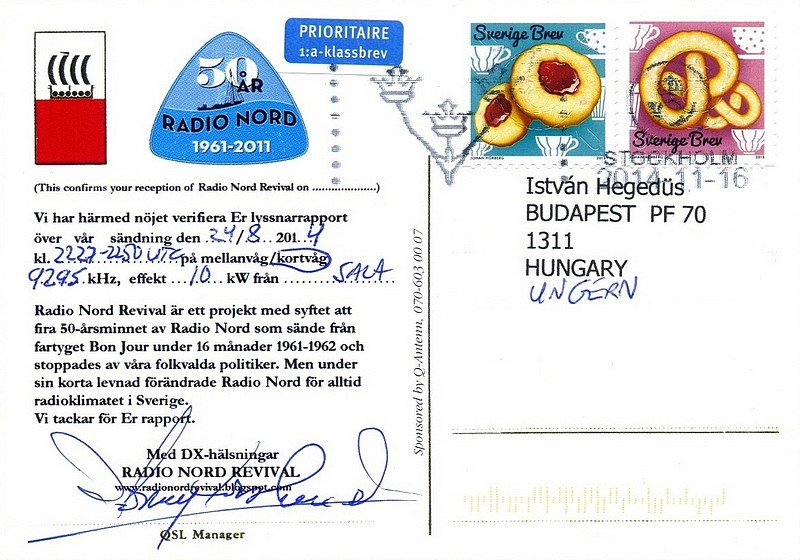 50
ÅR
RADIO NORD
1961-2011
PRIORITAIRE
1:a-klassbrev
Sverige Brev
JOHAN HÖRBERG
2013
Sverige Brev
2013
STOCKHOLM
2014-11-16
(This confirms your reception of Radio Nord Revival on ....................)
Vi har härmed nöjet verifiera Er lyssnarrapport
över vår sändning den 24/8 2014
kl. 2227-2250 UTC på mellanvåg/kortvåg
9295 kHz, effekt 10 kW från SALA
Radio Nord Revival är ett projekt med syftet att
fira 50-årsminnet av Radio Nord som sände från
fartyget Bon Jour under 16 månader 1961-1962 och
stoppades av våra folkvalda politiker. Men under
sin korta levnad förändrade Radio Nord för alltid
radioklimatet i Sverige.
Vi tackar för Er rapport.
Med DX-hälsningar
RADIO NORD REVIVAL
www.radionordrevival.blogspot.com
QSL Manager
Sponsored by Q-Antenn, 070-603 00 07
István Hegedüs
BUDAPEST PF 70
1311
HUNGARY
UNGERN